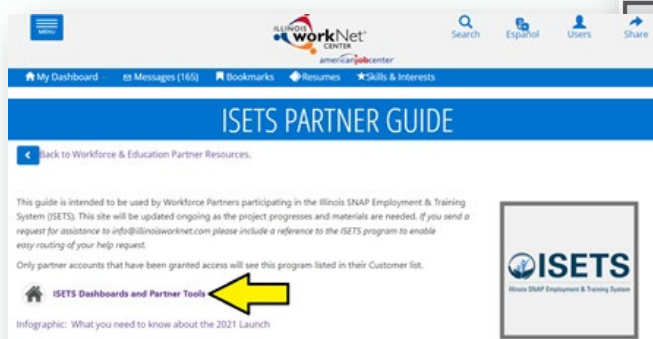 MENU
ILLINOIS
workNet®
CENTER
americanjobcenter
Search
Español
Users
Share
My Dashboard
Messages (165)
Bookmarks
Resumes
Skills & Interests
ISETS PARTNER GUIDE
Back to Workforce & Education Partner Resources.
This guide is intended to be used by Workforce Partners participating in the Illinois SNAP Employment & Training
System (ISETS). This site will be updated ongoing as the project progresses and materials are needed. If you send a
request for assistance to info@illinoisworknet.com please include a reference to the ISETS program to enable
easy routing of your help request.
Only partner accounts that have been granted access will see this program listed in their Customer list.
ISETS Dashboards and Partner Tools
Infographic: What you need to know about the 2021 Launch
ISETS
Illinois SNAP Employment & Training System